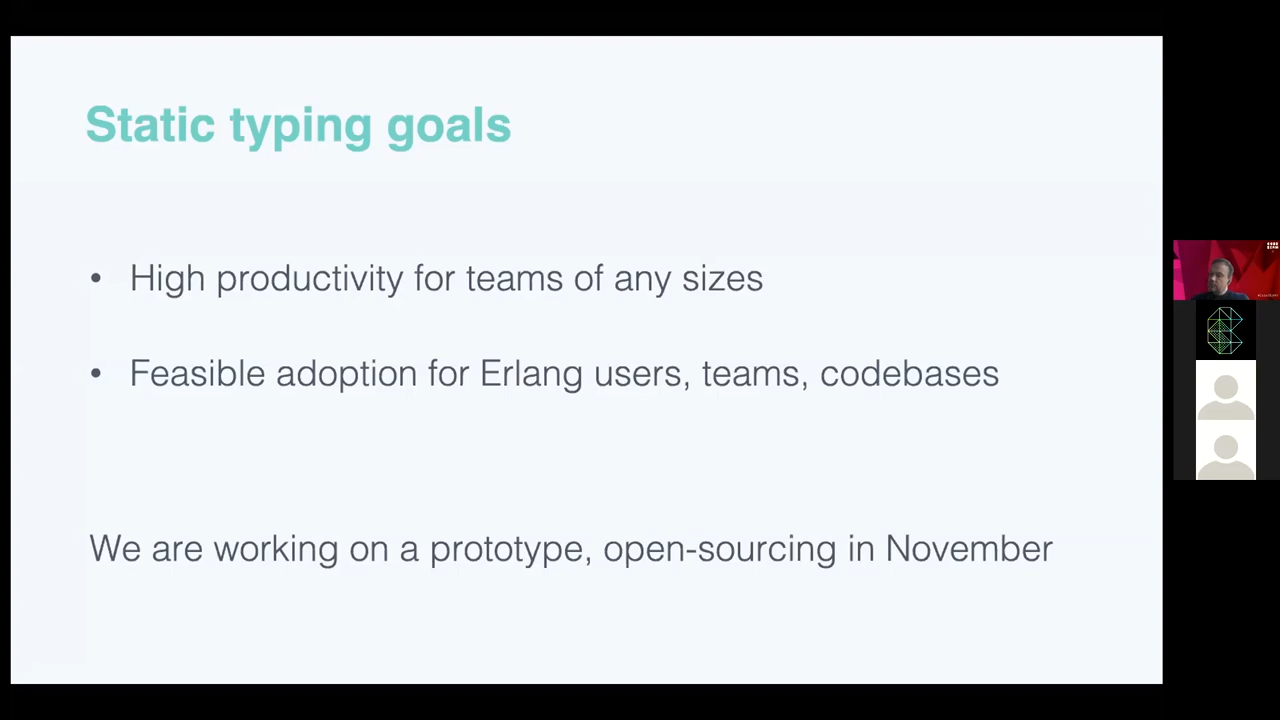 Static typing goals
• High productivity for teams of any sizes
• Feasible adoption for Erlang users, teams, codebases
We are working on a prototype, open-sourcing in November